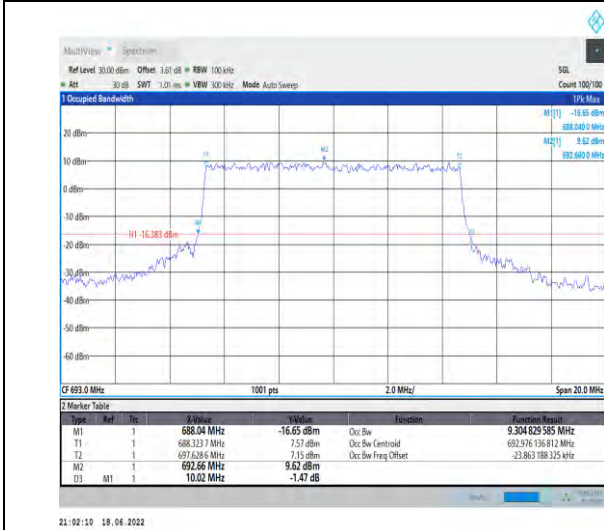 MultiView Spectrum
Ref Level 30.00 dBm Offset 3.61 dB RBW 100 kHz SGL
Att 30 dB SWT 1.01 ms VBW 300 kHz Mode Auto Sweep Count 100/100
1 Occupied Bandwidth 1Pk Max
M1[1] -16.65 dBm
688.040 0 MHz
M2[1] 9.62 dBm
692.660 0 MHz
20 dBm
10 dBm
T1 M2 T2
0 dBm
-10 dBm
H1 -16.383 dBm M1 D3
-20 dBm
-30 dBm
-40 dBm
-50 dBm
-60 dBm
CF 693.0 MHz 1001 pts 2.0 MHz/ Span 20.0 MHz
2 Marker Table
Type Ref Trc X-Value Y-Value Function Function Result
M1 1 688.04 MHz -16.65 dBm Occ Bw 9.304 829 585 MHz
T1 1 688.323 7 MHz 7.57 dBm Occ Bw Centroid 692.976 136 812 MHz
T2 1 697.628 6 MHz 7.15 dBm Occ Bw Freq Offset -23.863 188 325 kHz
M2 1 692.66 MHz 9.62 dBm
D3 M1 1 10.02 MHz -1.47 dB
21:02:10 18.06.2022